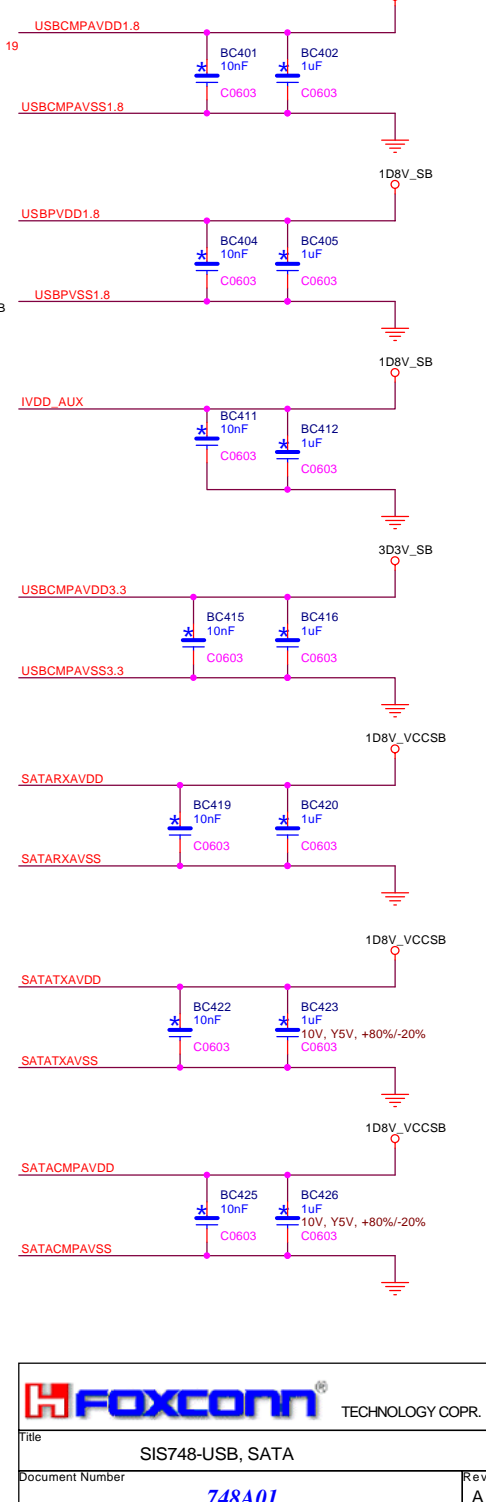 USBCMPAVDD1.8
19
BC401
10nF
C0603
BC402
1uF
C0603
USBCMPAVSS1.8
1D8V_SB
USBPVDD1.8
BC404
10nF
C0603
BC405
1uF
C0603
USBPVSS1.8
B
1D8V_SB
IVDD_AUX
BC411
10nF
C0603
BC412
1uF
C0603
3D3V_SB
USBCMPAVDD3.3
BC415
10nF
C0603
BC416
1uF
C0603
USBCMPAVSS3.3
1D8V_VCCSB
SATARXAVDD
BC419
10nF
C0603
BC420
1uF
C0603
SATARXAVSS
1D8V_VCCSB
SATATXAVDD
BC422
10nF
C0603
BC423
1uF
10V, Y5V, +80%/-20%
C0603
SATATXAVSS
1D8V_VCCSB
SATACMPAVDD
BC425
10nF
C0603
BC426
1uF
10V, Y5V, +80%/-20%
C0603
SATACMPAVSS
FOXCONN® TECHNOLOGY COPR.
Title
SIS748-USB, SATA
Document Number
748A01
Rev
A